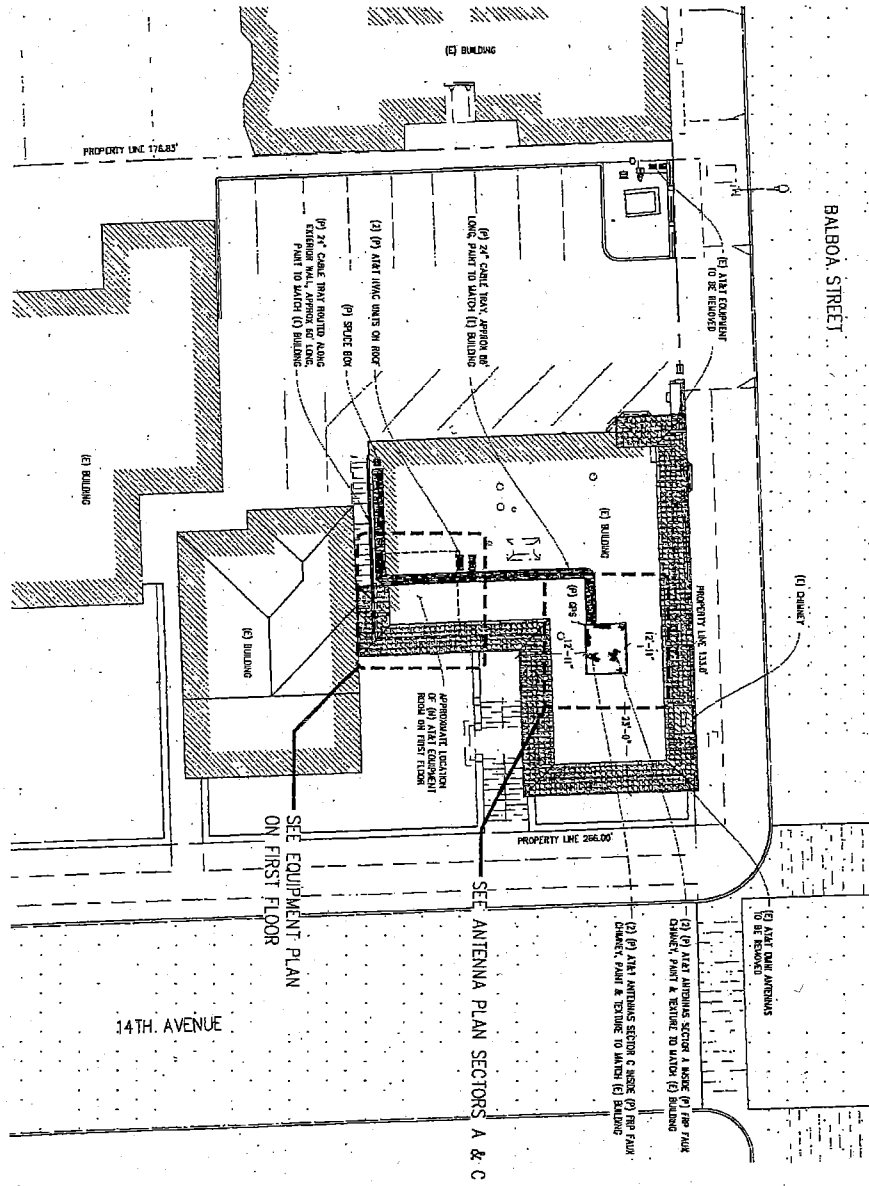 (E) BUILDING
PROPERTY LINE 176.83'
BALBOA STREET
(E) AT&T EQUIPMENT
TO BE REMOVED
(P) 24" CABLE TRAY, APPROX 66'
LONG, PAINT TO MATCH (E) BUILDING
(2) (P) AT&T HVAC UNITS ON ROOF
(P) SPLICE BOX
(P) 24" CABLE TRAY ROUTED ALONG
EXTERIOR WALL, APPROX 60' LONG,
PAINT TO MATCH (E) BUILDING
(E) BUILDING
(E) BUILDING
(E) BUILDING
(E) CHIMNEY
PROPERTY LINE 133.0'
(P) GPS
12'-11"
12'-11"
23'-0"
APPROXIMATE LOCATION
OF (N) AT&T EQUIPMENT
ROOM ON FIRST FLOOR
PROPERTY LINE 266.00'
SEE EQUIPMENT PLAN
ON FIRST FLOOR
SEE ANTENNA PLAN SECTORS A & C
(E) AT&T OMNI ANTENNAS
TO BE REMOVED
(2) (P) AT&T ANTENNAS SECTOR A INSIDE (P) FRP FAUX
CHIMNEY, PAINT & TEXTURE TO MATCH (E) BUILDING
(2) (P) AT&T ANTENNAS SECTOR C INSIDE (P) FRP FAUX
CHIMNEY, PAINT & TEXTURE TO MATCH (E) BUILDING
14TH. AVENUE